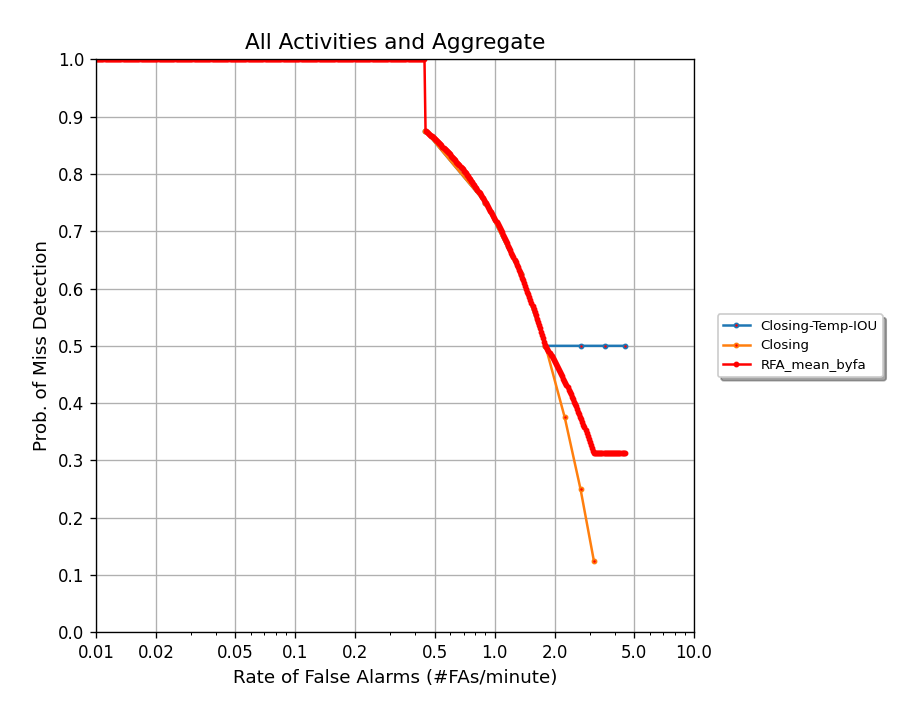 All Activities and Aggregate
1.0
0.9
0.8
0.7
0.6
0.5
0.4
0.3
0.2
0.1
0.0
Prob. of Miss Detection
0.01 0.02 0.05 0.1 0.2 0.5 1.0 2.0 5.0 10.0
Rate of False Alarms (#FAs/minute)
Closing-Temp-IOU
Closing
RFA_mean_byfa